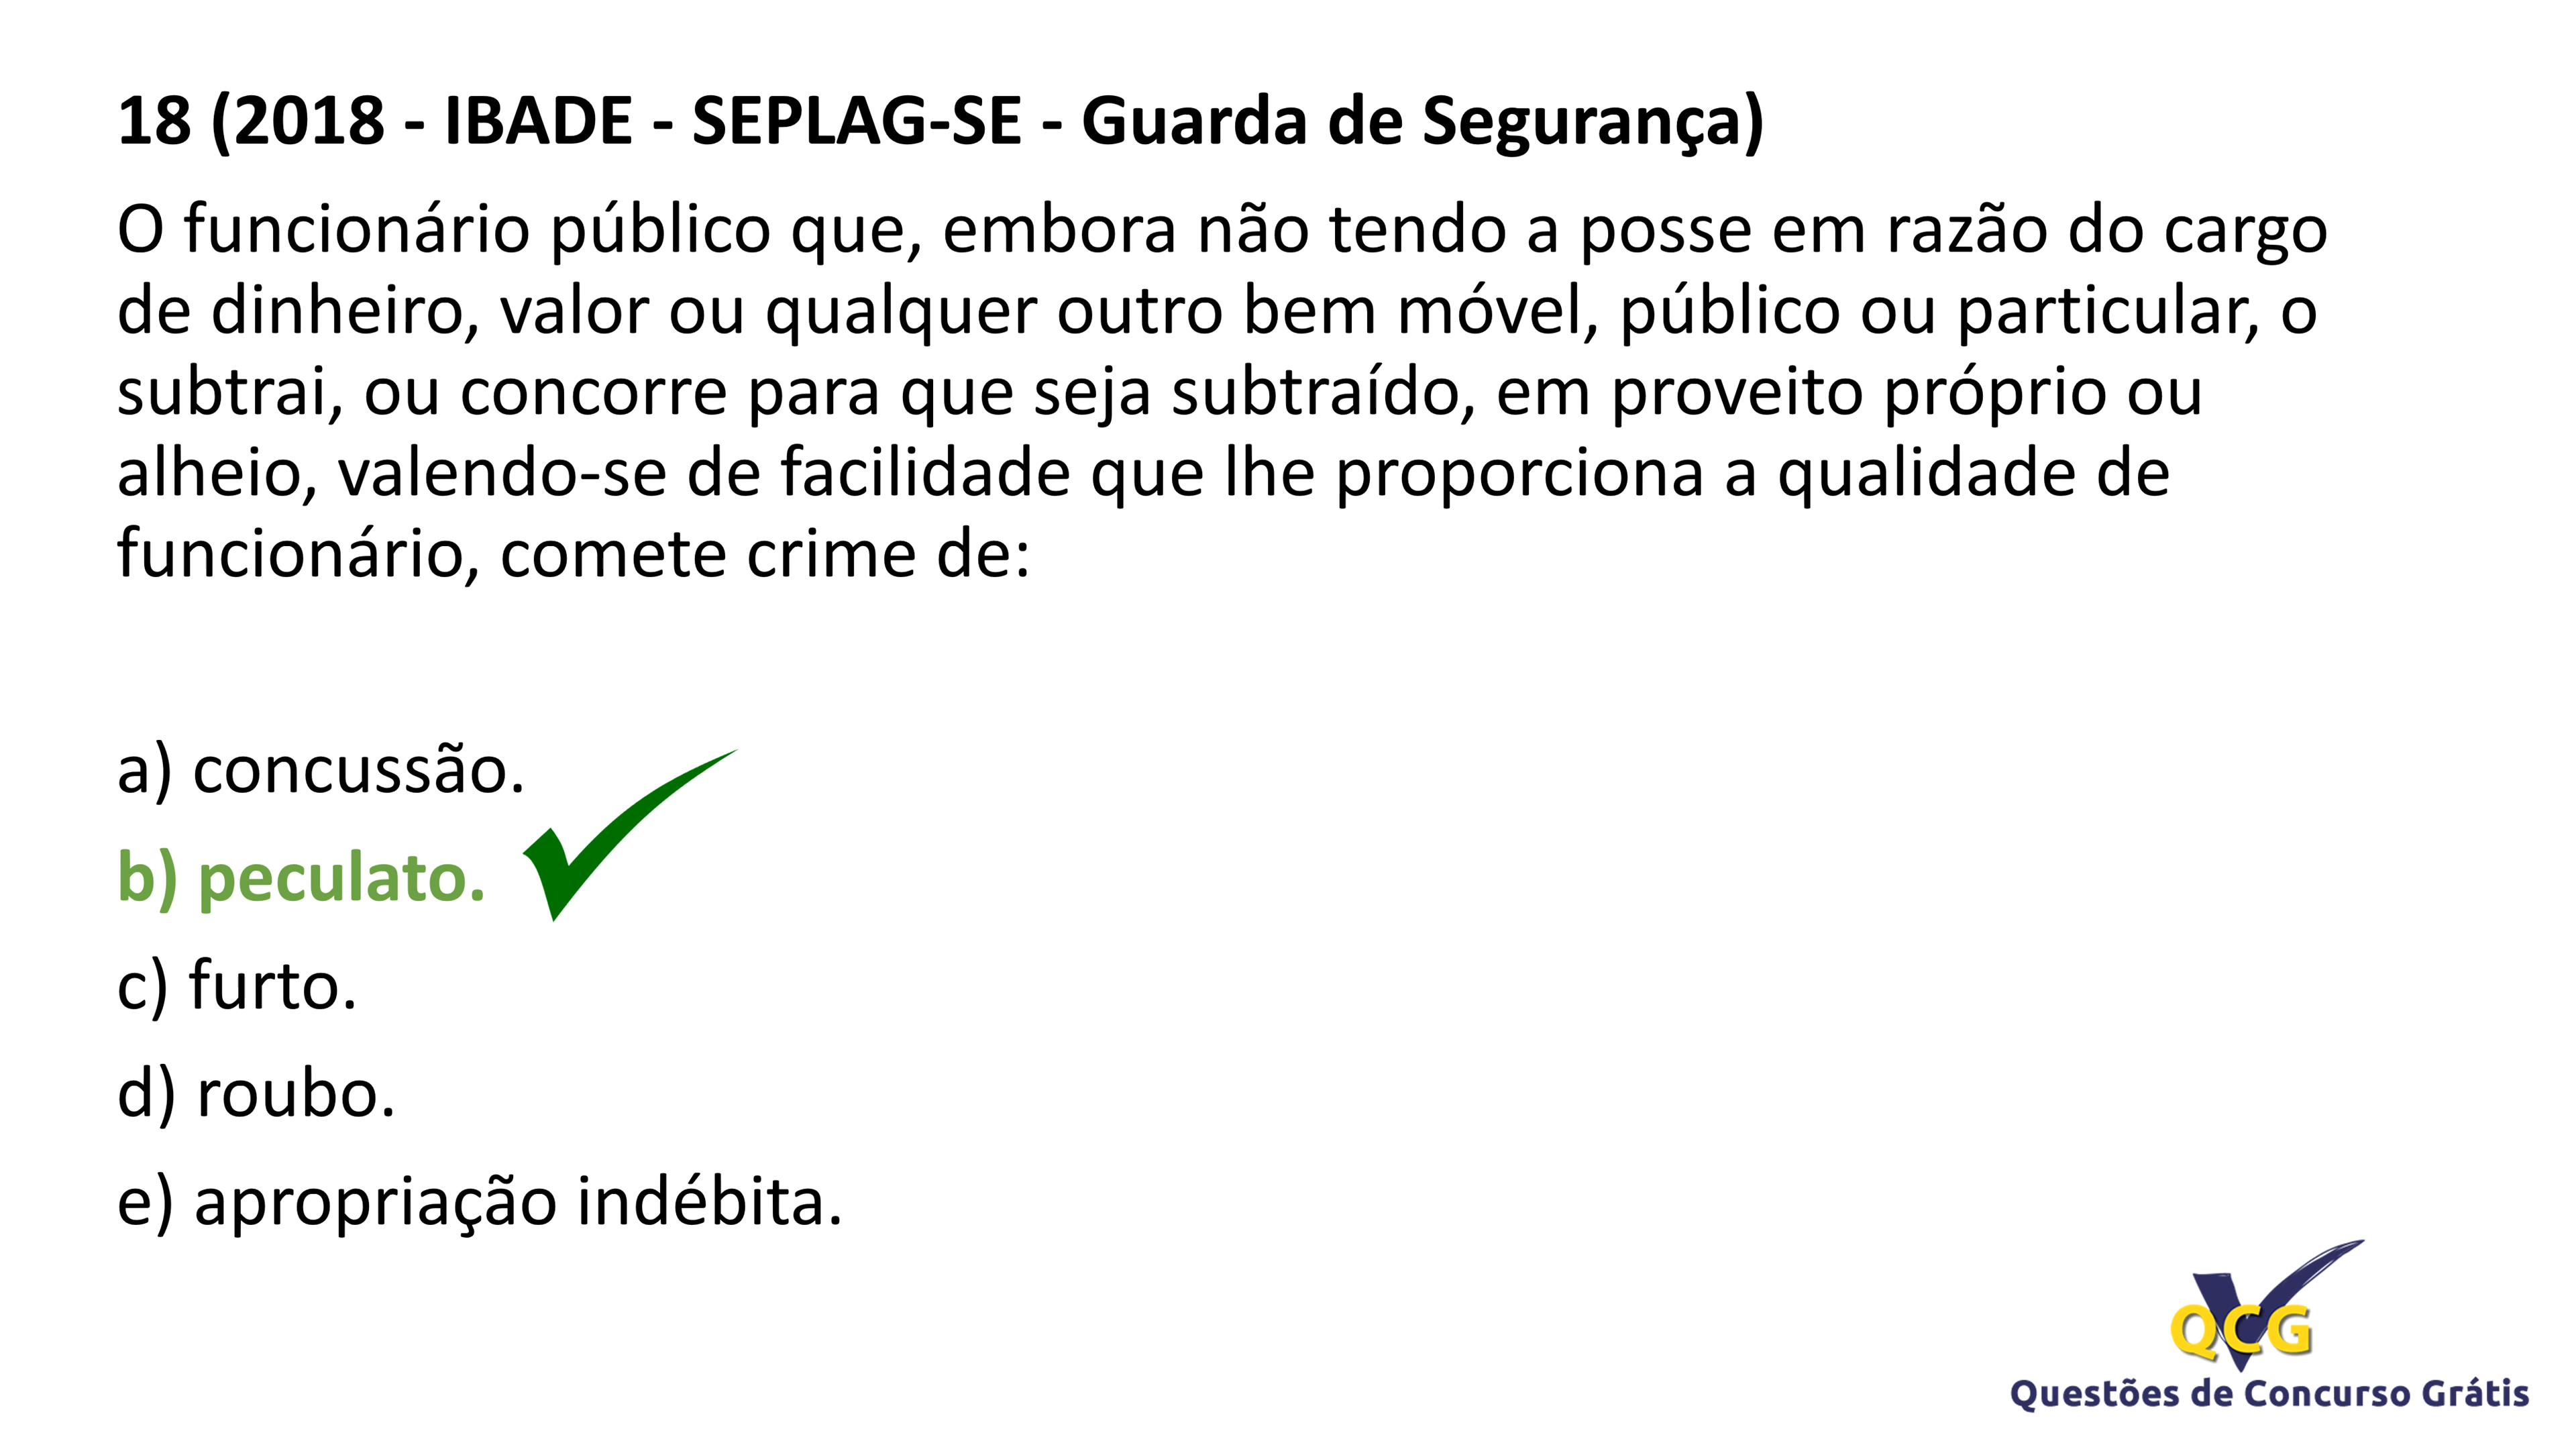 18 (2018 - IBADE - SEPLAG-SE - Guarda de Segurança)
O funcionário público que, embora não tendo a posse em razão do cargo
de dinheiro, valor ou qualquer outro bem móvel, público ou particular, o
subtrai, ou concorre para que seja subtraído, em proveito próprio ou
alheio, valendo-se de facilidade que lhe proporciona a qualidade de
funcionário, comete crime de:
a) concussão.
b) peculato.
c) furto.
d) roubo.
e) apropriação indébita.
QCG
Questões de Concurso Grátis